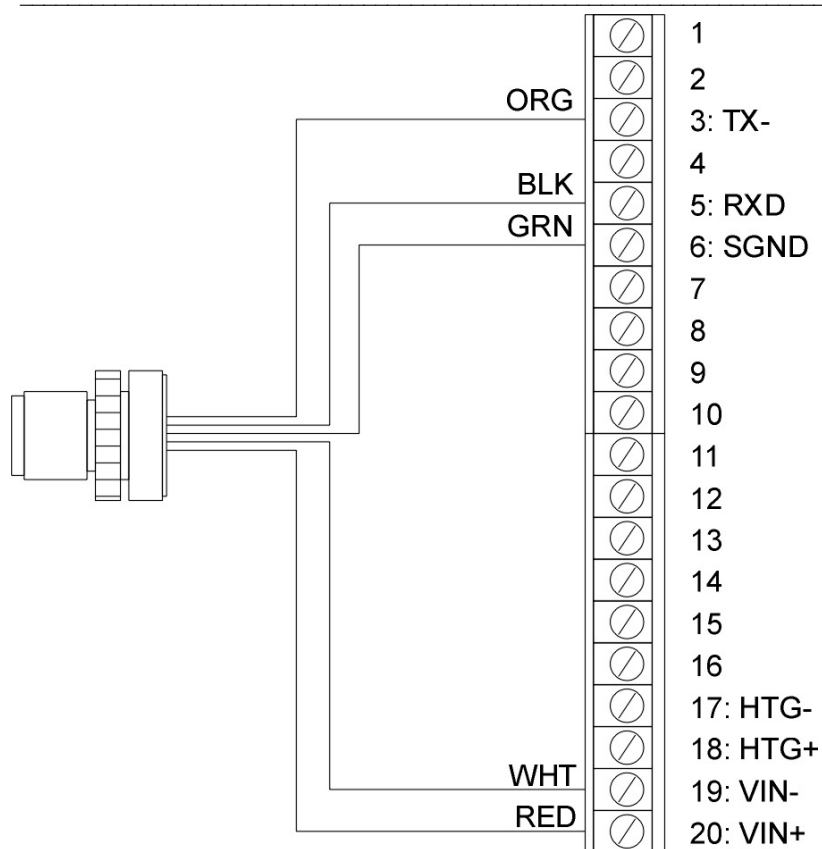 1
2
ORG
3: TX-
4
BLK
5: RXD
GRN
6: SGND
7
8
9
10
11
12
13
14
15
16
17: HTG-
18: HTG+
WHT
19: VIN-
RED
20: VIN+